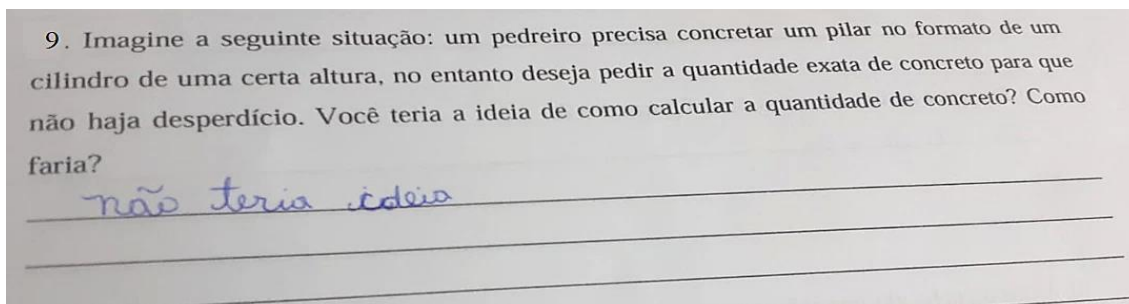 9. Imagine a seguinte situação: um pedreiro precisa concretar um pilar no formato de um
cilindro de uma certa altura, no entanto deseja pedir a quantidade exata de concreto para que
não haja desperdício. Você teria a ideia de como calcular a quantidade de concreto? Como
faria?
não teria ideia